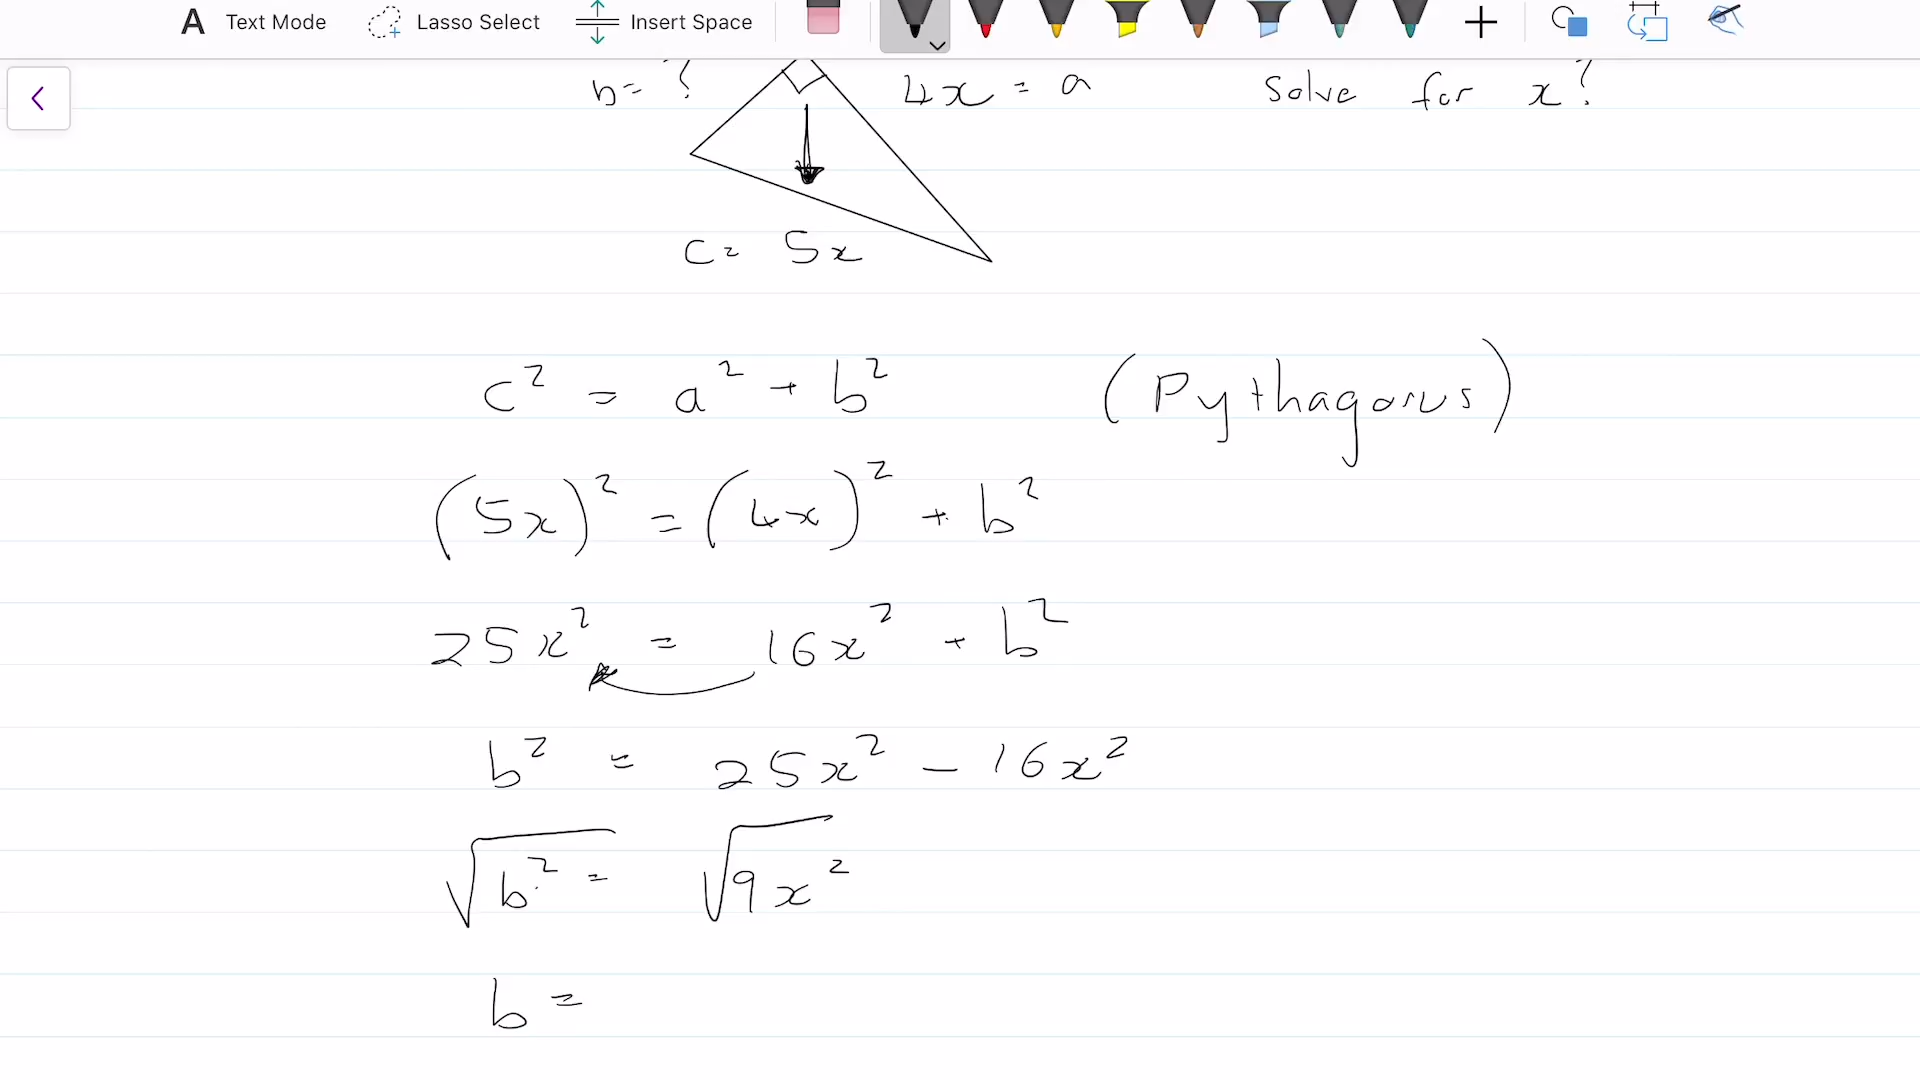 Text Mode Lasso Select Insert Space
b = ? 4x = a Solve for x?
c = 5x
c² = a² + b² (Pythagorus)
(5x)² = (4x)² + b²
25x² = 16x² + b²
b² = 25x² - 16x²
√b² = √9x²
b =